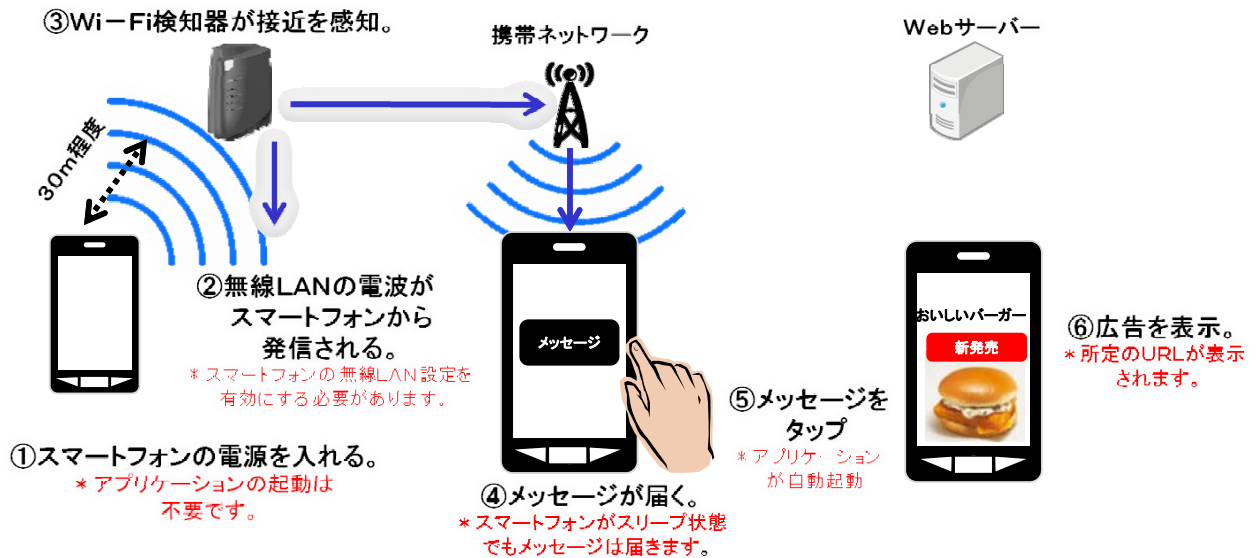 ③Wi－Fi検知器が接近を感知。
携帯ネットワーク
Webサーバー
30m程度
②無線LANの電波が
スマートフォンから
発信される。
＊スマートフォンの無線LAN設定を
有効にする必要があります。
①スマートフォンの電源を入れる。
＊アプリケーションの起動は
不要です。
メッセージ
④メッセージが届く。
＊スマートフォンがスリープ状態
でもメッセージは届きます。
⑤メッセージを
タップ
＊アプリケーション
が自動起動
おいしいバーガー
新発売
⑥広告を表示。
＊所定のURLが表示
されます。